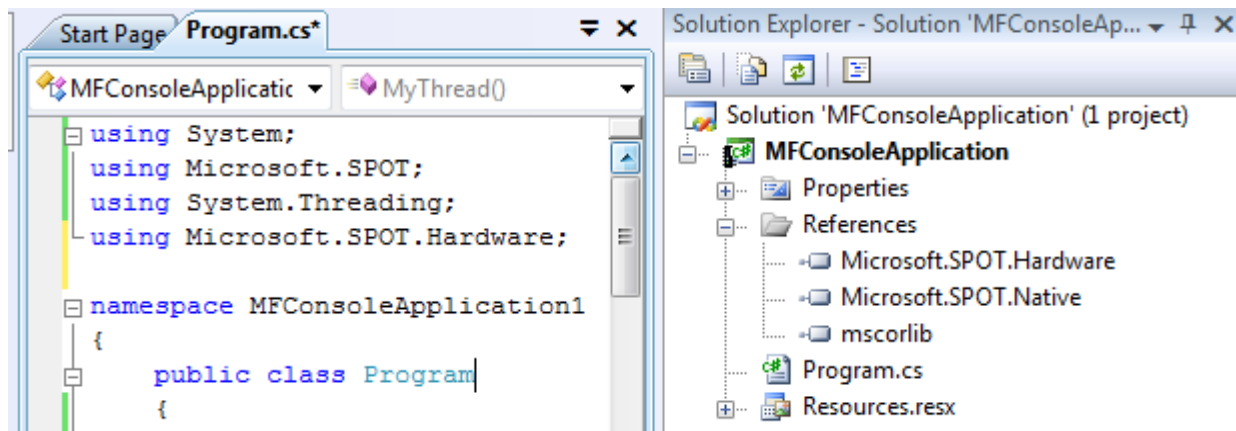 Start Page Program.cs*
MFConsoleApplicatic MyThread()
using System;
using Microsoft.SPOT;
using System.Threading;
using Microsoft.SPOT.Hardware;
namespace MFConsoleApplication1
{
public class Program
{
Solution Explorer - Solution 'MFConsoleAp...
Solution 'MFConsoleApplication' (1 project)
MFConsoleApplication
Properties
References
Microsoft.SPOT.Hardware
Microsoft.SPOT.Native
mscorlib
Program.cs
Resources.resx